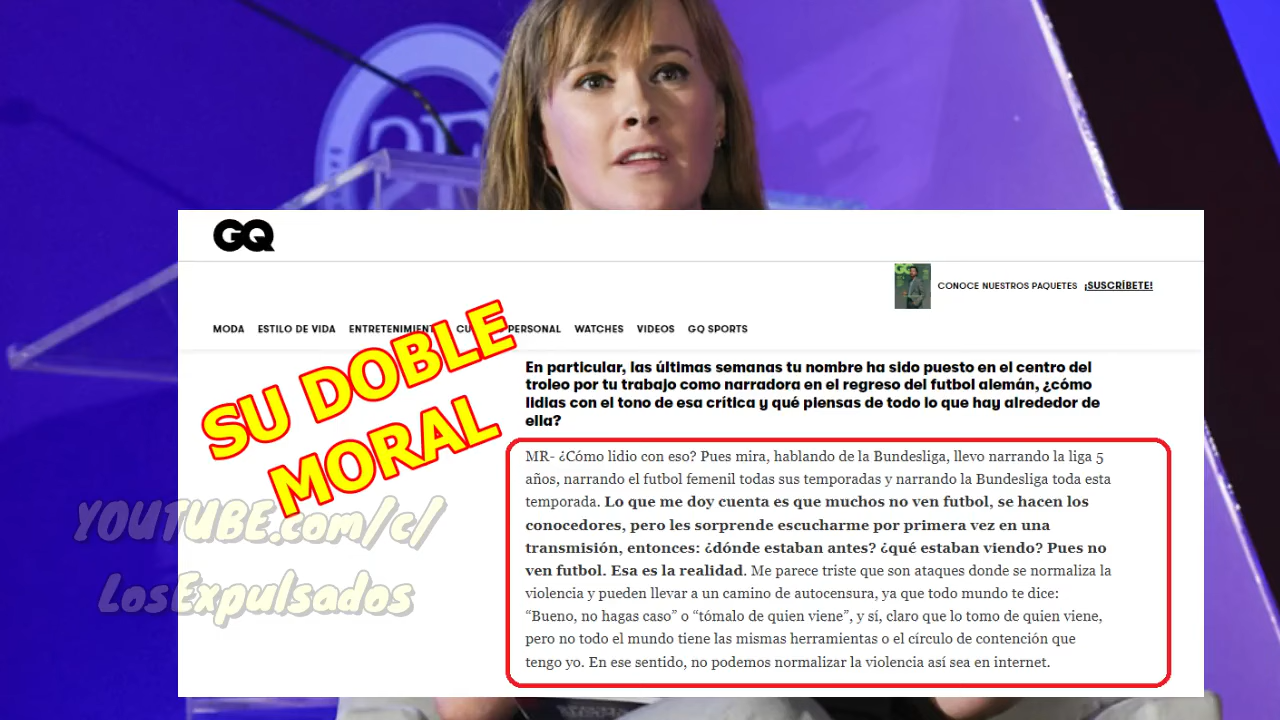 GQ
CONOCE NUESTROS PAQUETES ¡SUSCRÍBETE!
MODA ESTILO DE VIDA ENTRETENIMIENT PERSONAL WATCHES VIDEOS GQ SPORTS
SU DOBLE
MORAL
En particular, las últimas semanas tu nombre ha sido puesto en el centro del
troleo por tu trabajo como narradora en el regreso del futbol alemán, ¿cómo
lidias con el tono de esa crítica y qué piensas de todo lo que hay alrededor de
ella?
MR- ¿Cómo lidio con eso? Pues mira, hablando de la Bundesliga, llevo narrando la liga 5
años, narrando el futbol femenil todas sus temporadas y narrando la Bundesliga toda esta
temporada. Lo que me doy cuenta es que muchos no ven futbol, se hacen los
conocedores, pero les sorprende escucharme por primera vez en una
transmisión, entonces: ¿dónde estaban antes? ¿qué estaban viendo? Pues no
ven futbol. Esa es la realidad. Me parece triste que son ataques donde se normaliza la
violencia y pueden llevar a un camino de autocensura, ya que todo mundo te dice:
“Bueno, no hagas caso” o “tómalo de quien viene”, y sí, claro que lo tomo de quien viene,
pero no todo el mundo tiene las mismas herramientas o el círculo de contención que
tengo yo. En ese sentido, no podemos normalizar la violencia así sea en internet.
YOUTUBE.com/c/
LosExpulsados